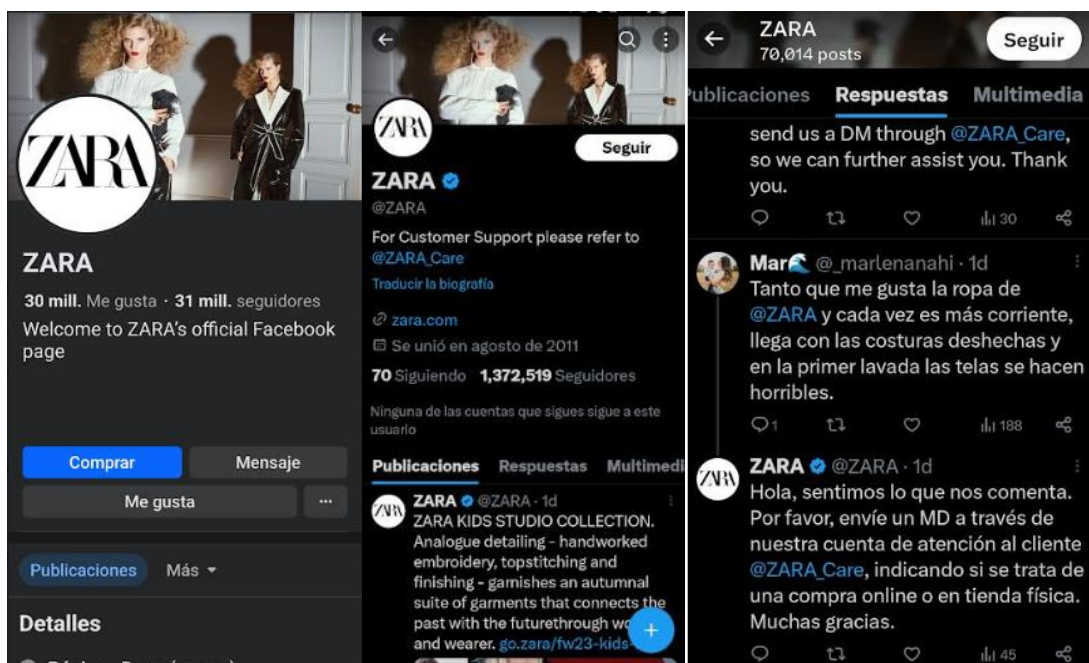 ZARA
ZARA
30 mill. Me gusta · 31 mill. seguidores
Welcome to ZARA's official Facebook
page
Comprar
Mensaje
Me gusta
Publicaciones
Más
Detalles
ZARA
Seguir
ZARA
@ZARA
For Customer Support please refer to
@ZARA_Care
Traducir la biografía
zara.com
Se unió en agosto de 2011
70 Siguiendo 1,372,519 Seguidores
Ninguna de las cuentas que sigues sigue a este
usuario
Publicaciones Respuestas Multimedi
ZARA
ZARA @ZARA · 1d
ZARA KIDS STUDIO COLLECTION.
Analogue detailing - handworked
embroidery, topstitching and
finishing - garnishes an autumnal
suite of garments that connects the
past with the futurethrough wo
and wearer. go.zara/fw23-kids-
ZARA
70,014 posts
Seguir
Publicaciones Respuestas Multimedia
send us a DM through @ZARA_Care,
so we can further assist you. Thank
you.
30
Mar @_marlenanahi · 1d
Tanto que me gusta la ropa de
@ZARA y cada vez es más corriente,
llega con las costuras deshechas y
en la primer lavada las telas se hacen
horribles.
1 188
ZARA
ZARA @ZARA · 1d
Hola, sentimos lo que nos comenta.
Por favor, envíe un MD a través de
nuestra cuenta de atención al cliente
@ZARA_Care, indicando si se trata de
una compra online o en tienda física.
Muchas gracias.
45